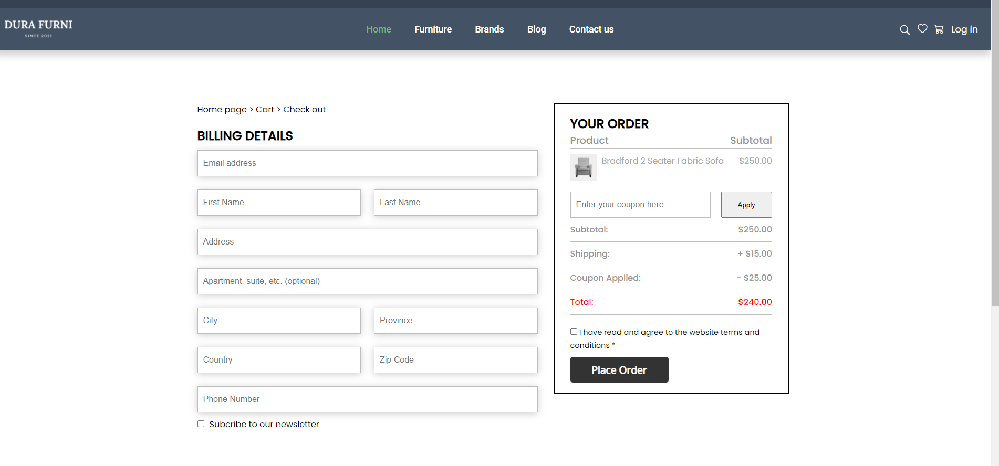 DURA FURNI
SINCE 2021
Home Furniture Brands Blog Contact us
Log in
Home page > Cart > Check out
BILLING DETAILS
Email address
First Name Last Name
Address
Apartment, suite, etc. (optional)
City Province
Country Zip Code
Phone Number
Subcribe to our newsletter
YOUR ORDER
Product Subtotal
Bradford 2 Seater Fabric Sofa $250.00
Enter your coupon here Apply
Subtotal: $250.00
Shipping: + $15.00
Coupon Applied: - $25.00
Total: $240.00
I have read and agree to the website terms and
conditions *
Place Order